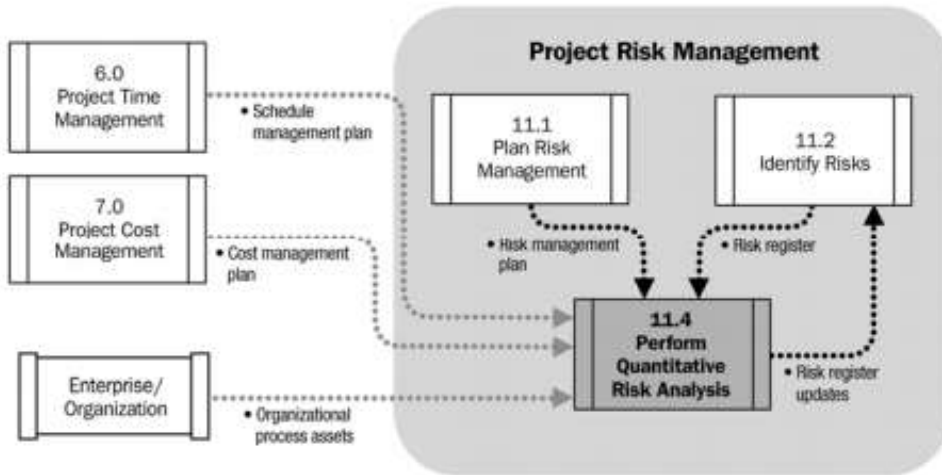 Project Risk Management
6.0
Project Time
Management
• Schedule
management plan
11.1
Plan Risk
Management
11.2
Identify Risks
7.0
Project Cost
Management
• Cost management
plan
• Risk management
plan
• Risk register
11.4
Perform
Quantitative
Risk Analysis
• Risk register
updates
Enterprise/
Organization
• Organizational
process assets